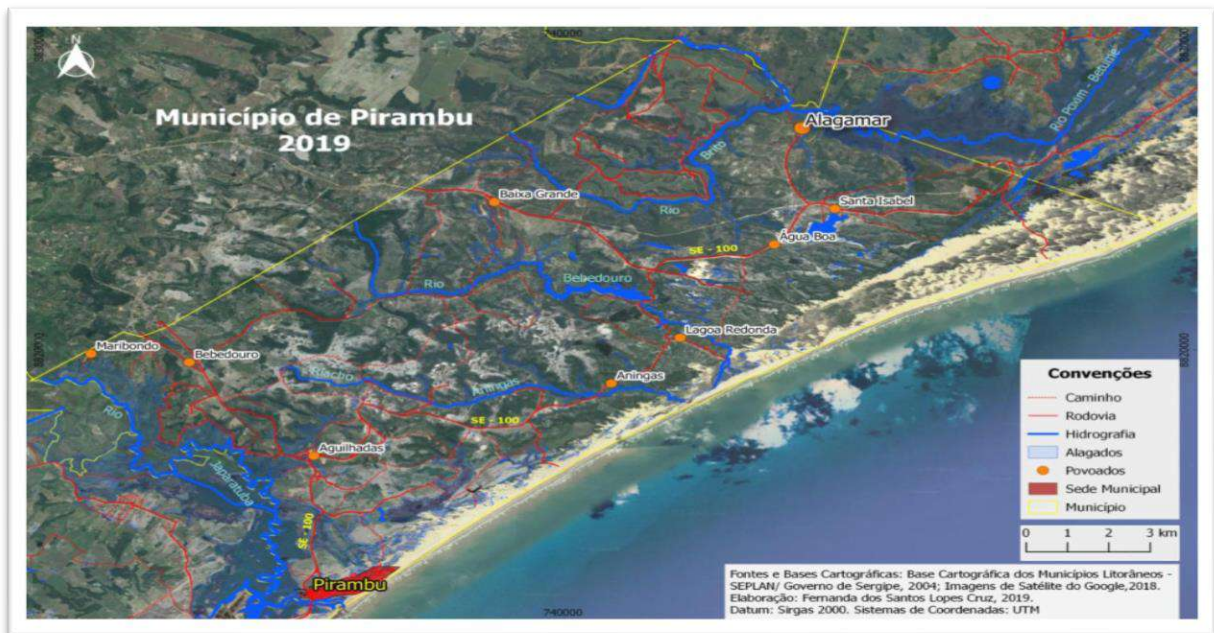 N
740000
Município de Pirambu
2019
Alagamar
Rio Poxim - Betume
Brito
Rio
Baixa Grande
Santa Isabel
Água Boa
SE - 100
Rio
Bebedouro
Lagoa Redonda
Maribondo
Bebedouro
8820000
8820000
Riacho
Aningas
Aningas
SE - 100
Rio
Japaratuba
Aguilhadas
SE - 100
Pirambu
740000
Convenções
Caminho
Rodovia
Hidrografia
Alagados
Povoados
Sede Municipal
Município
0 1 2 3 km
Fontes e Bases Cartográficas: Base Cartográfica dos Municípios Litorâneos -
SEPLAN/ Governo de Sergipe, 2004; Imagens de Satélite do Google,2018.
Elaboração: Fernanda dos Santos Lopes Cruz, 2019.
Datum: Sirgas 2000. Sistemas de Coordenadas: UTM